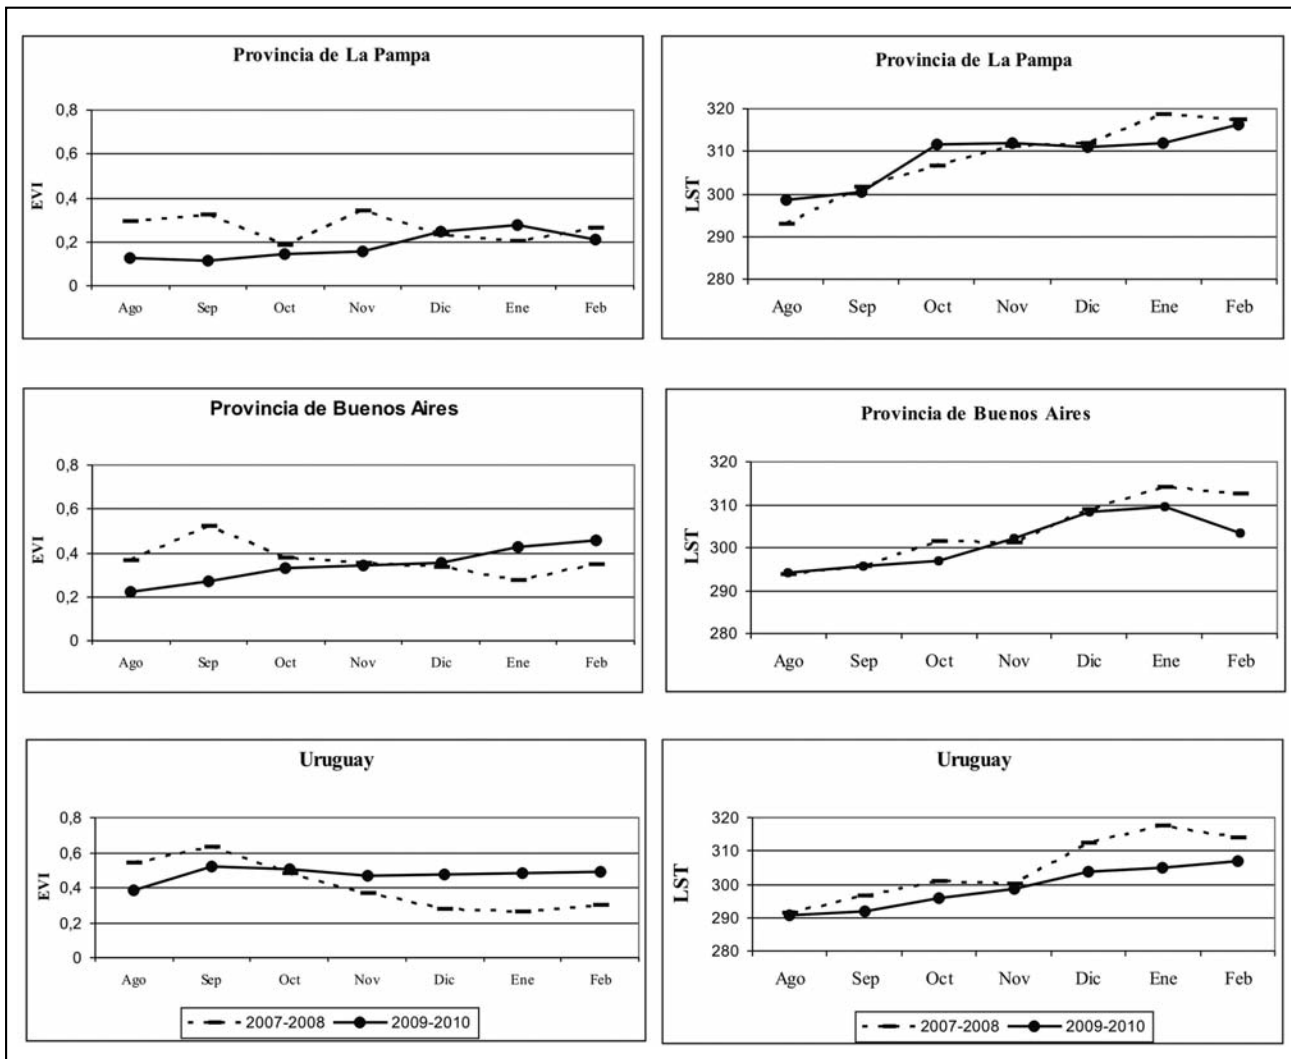 Provincia de La Pampa
EVI
0,8
0,6
0,4
0,2
0
Ago Sep Oct Nov Dic Ene Feb
Provincia de La Pampa
LST
320
310
300
290
280
Ago Sep Oct Nov Dic Ene Feb
Provincia de Buenos Aires
EVI
0,8
0,6
0,4
0,2
0
Ago Sep Oct Nov Dic Ene Feb
Provincia de Buenos Aires
LST
320
310
300
290
280
Ago Sep Oct Nov Dic Ene Feb
Uruguay
EVI
0,8
0,6
0,4
0,2
0
Ago Sep Oct Nov Dic Ene Feb
2007-2008 2009-2010
Uruguay
LST
320
310
300
290
280
Ago Sep Oct Nov Dic Ene Feb
2007-2008 2009-2010